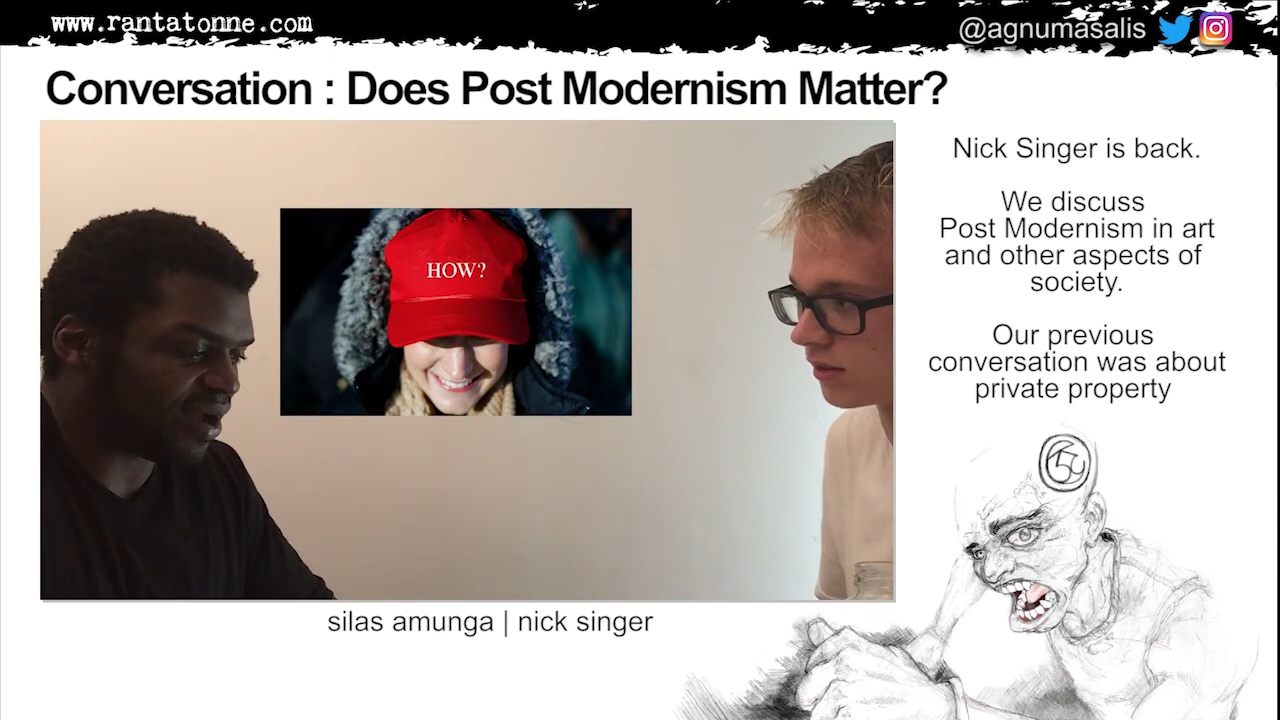 www.rantatonne.com
@agnumasalis
Conversation : Does Post Modernism Matter?
Nick Singer is back.
We discuss
Post Modernism in art
and other aspects of
society.
Our previous
conversation was about
private property
HOW?
silas amunga | nick singer